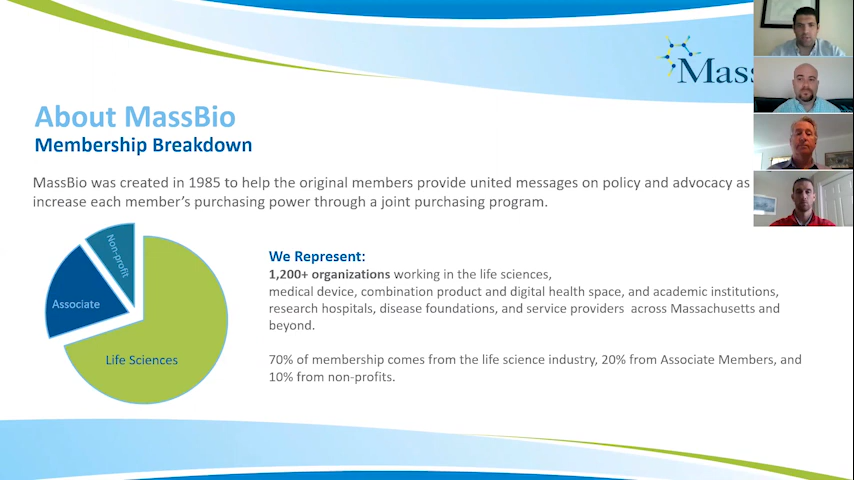 Mass
About MassBio
Membership Breakdown
MassBio was created in 1985 to help the original members provide united messages on policy and advocacy as
increase each member's purchasing power through a joint purchasing program.
Non-profit
Associate
Life Sciences
We Represent:
1,200+ organizations working in the life sciences,
medical device, combination product and digital health space, and academic institutions,
research hospitals, disease foundations, and service providers across Massachusetts and
beyond.
70% of membership comes from the life science industry, 20% from Associate Members, and
10% from non-profits.